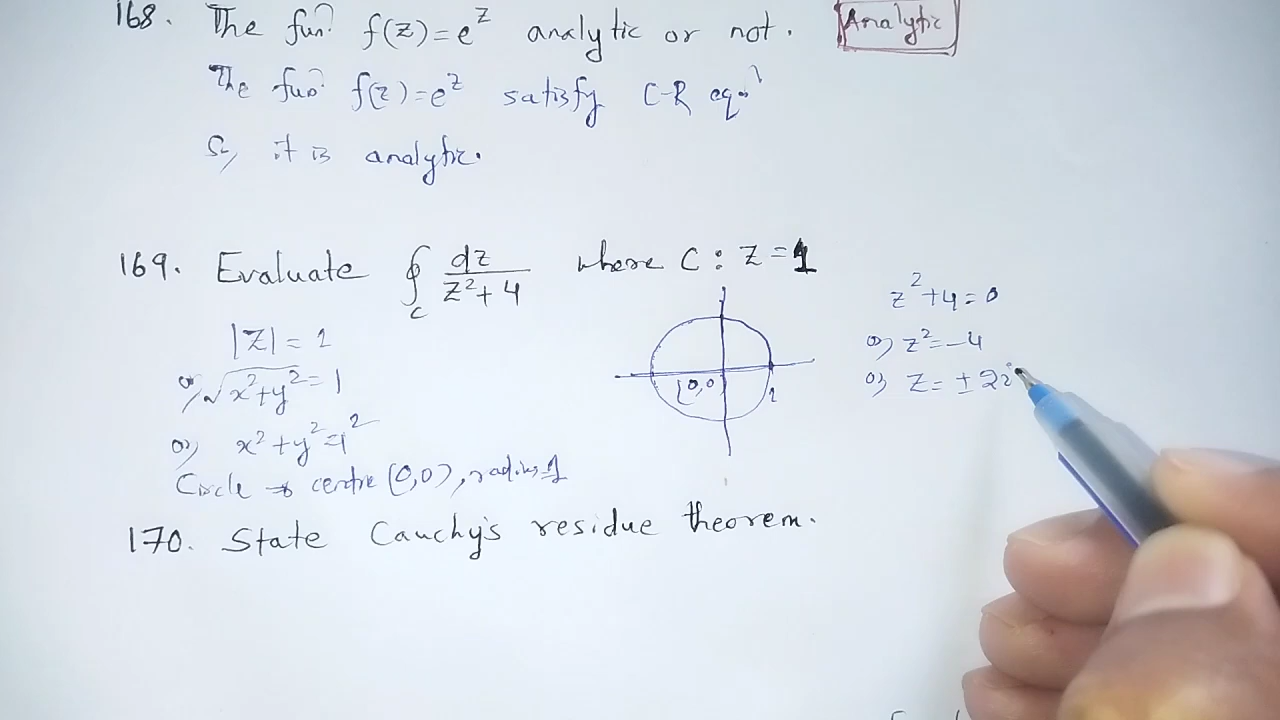 168. The fun? f(z) = e^z analytic or not. Analytic
The fun? f(z) = e^z satisfy C-R eqn
So, it is analytic.
169. Evaluate ∮_C dz / z² + 4 where C : Z = 1
|Z| = 1
or, √x²+y² = 1
or, x² + y² = 1²
Circle → centre (0,0), radius 1
(0,0) 1
z² + 4 = 0
or, z² = -4
or, z = ± 2i
170. State Cauchy's residue theorem.